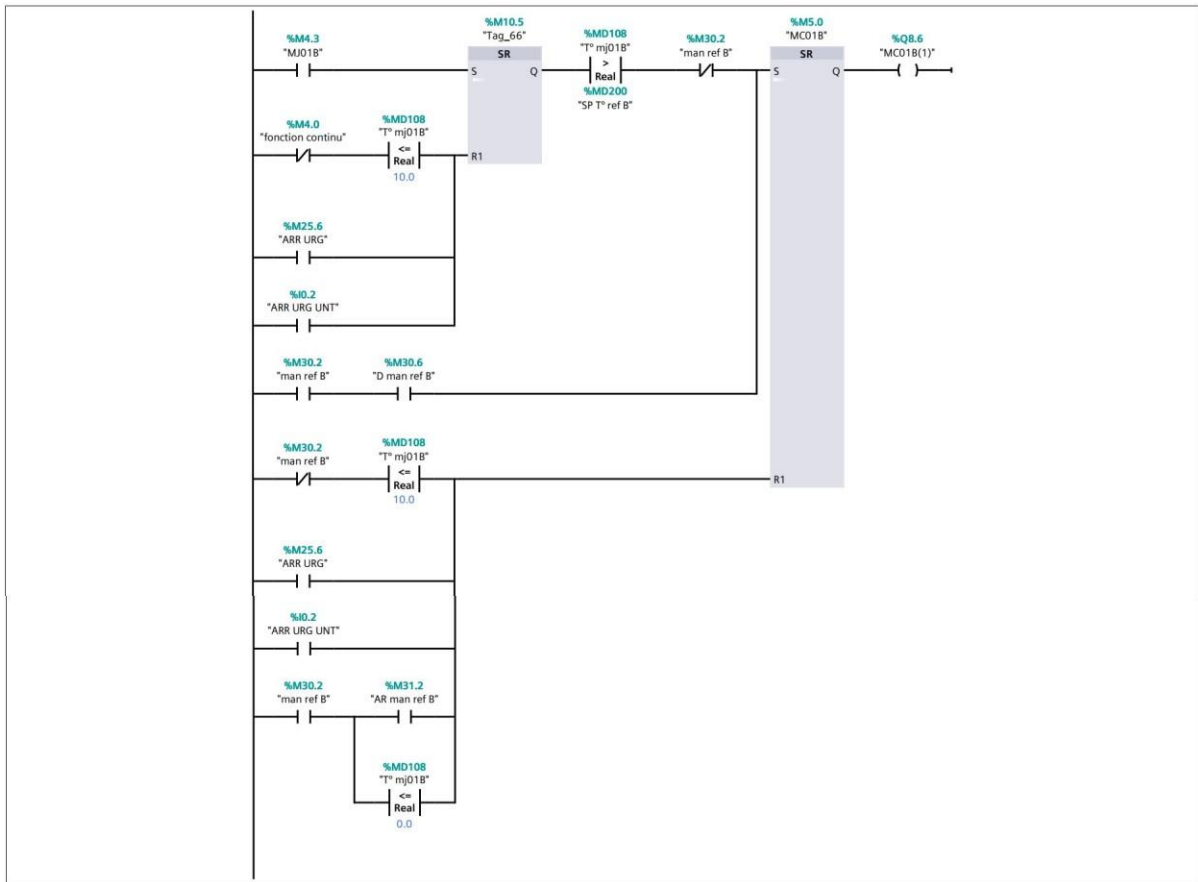 %M4.3
"MJ01B"
%M10.5
"Tag_66"
SR
S
Q
R1
%MD108
"T° mj01B"
>
Real
%MD200
"SP T° ref B"
%M30.2
"man ref B"
%M5.0
"MC01B"
SR
S
Q
R1
%Q8.6
"MC01B(1)"
%M4.0
"fonction continu"
%MD108
"T° mj01B"
<=
Real
10.0
%M25.6
"ARR URG"
%I0.2
"ARR URG UNT"
%M30.2
"man ref B"
%M30.6
"D man ref B"
%M30.2
"man ref B"
%MD108
"T° mj01B"
<=
Real
10.0
%M25.6
"ARR URG"
%I0.2
"ARR URG UNT"
%M30.2
"man ref B"
%M31.2
"AR man ref B"
%MD108
"T° mj01B"
<=
Real
0.0